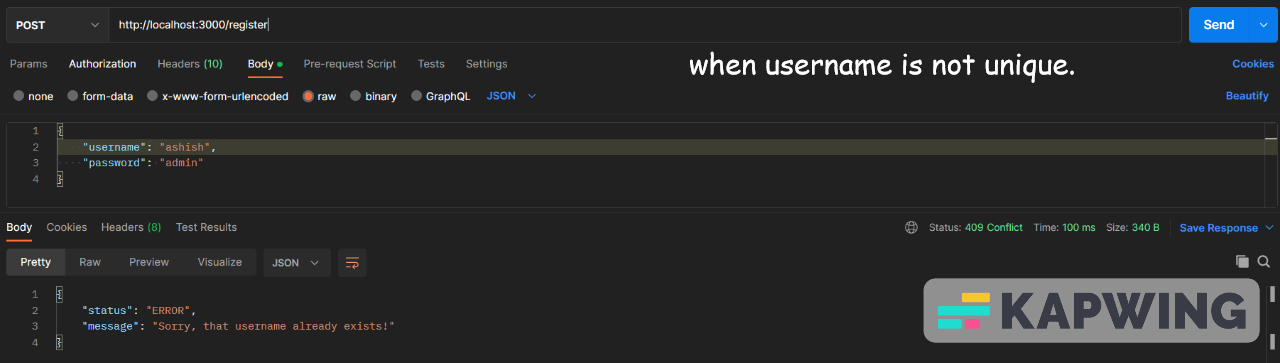 POST http://localhost:3000/register Send
when username is not unique.
Params Authorization Headers (10) Body Pre-request Script Tests Settings Cookies
none form-data x-www-form-urlencoded raw binary GraphQL JSON Beautify
1 {
2 "username": "ashish",
3 "password": "admin"
4 }
Body Cookies Headers (8) Test Results Status: 409 Conflict Time: 100 ms Size: 340 B Save Response
Pretty Raw Preview Visualize JSON
1 {
2 "status": "ERROR",
3 "message": "Sorry, that username already exists!"
4 }
KAPWING